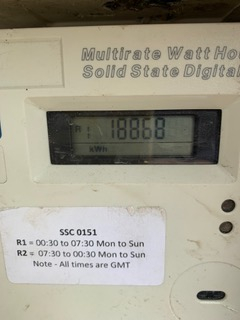 Multirate Watt Ho
Solid State Digital
R 1 18868
kWh
SSC 0151
R1 = 00:30 to 07:30 Mon to Sun
R2 = 07:30 to 00:30 Mon to Sun
Note - All times are GMT